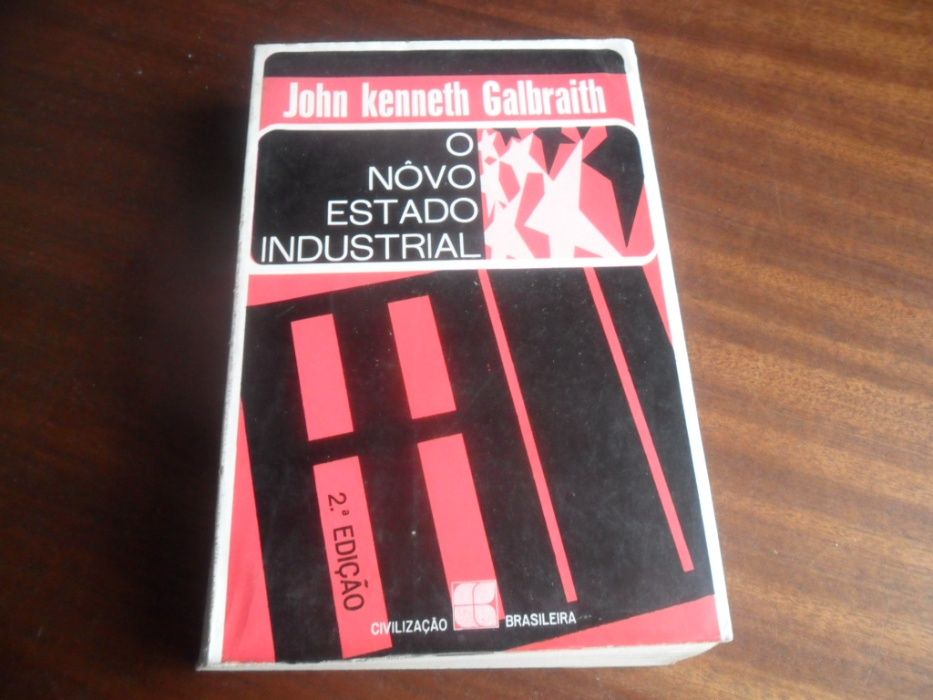 John Kenneth Galbraith
O
NÔVO
ESTADO
INDUSTRIAL
2.ª EDIÇÃO
CIVILIZAÇÃO BRASILEIRA